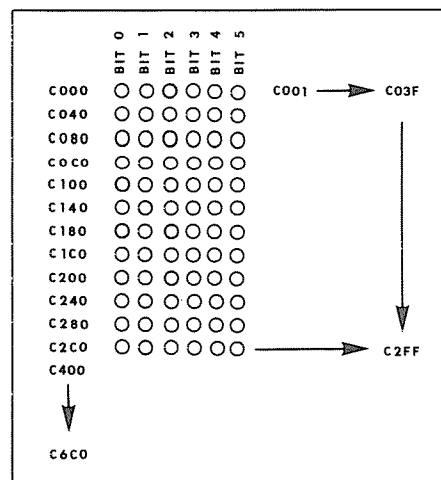 BIT 0 BIT 1 BIT 2 BIT 3 BIT 4 BIT 5
C000 C001 C03F
C040
C080
C0C0
C100
C140
C180
C1C0
C200
C240
C280
C2C0 C2FF
C400
C6C0